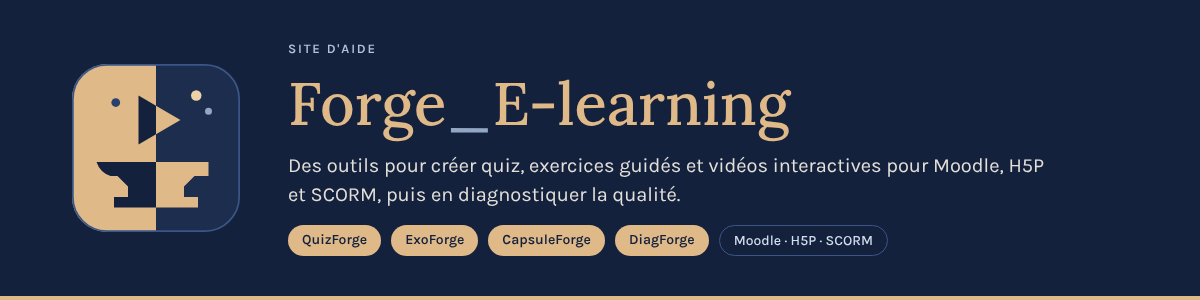 SITE D'AIDE
Forge_E-learning
Des outils pour créer quiz, exercices guidés et vidéos interactives pour Moodle, H5P
et SCORM, puis en diagnostiquer la qualité.
QuizForge ExoForge CapsuleForge DiagForge Moodle · H5P · SCORM